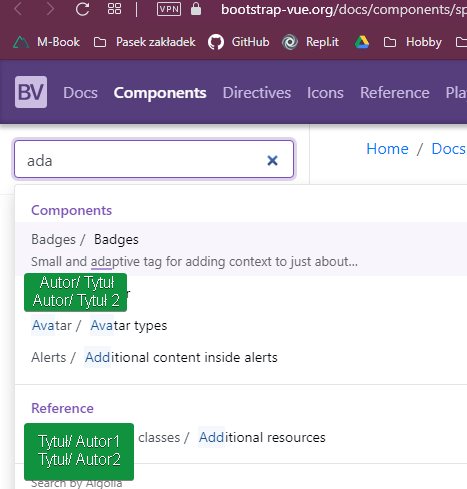 VPN bootstrap-vue.org/docs/components/sp
M-Book Pasek zakładek GitHub Repl.it Hobby
BV Docs Components Directives Icons Reference Pla
ada
Home / Docs
Components
Badges / Badges
Small and adaptive tag for adding context to just about...
Autor/ Tytuł
Autor/ Tytuł 2
Avatar / Avatar types
Alerts / Additional content inside alerts
Reference
Tytuł/ Autor1
classes / Additional resources
Tytuł/ Autor2
Search by Algolia